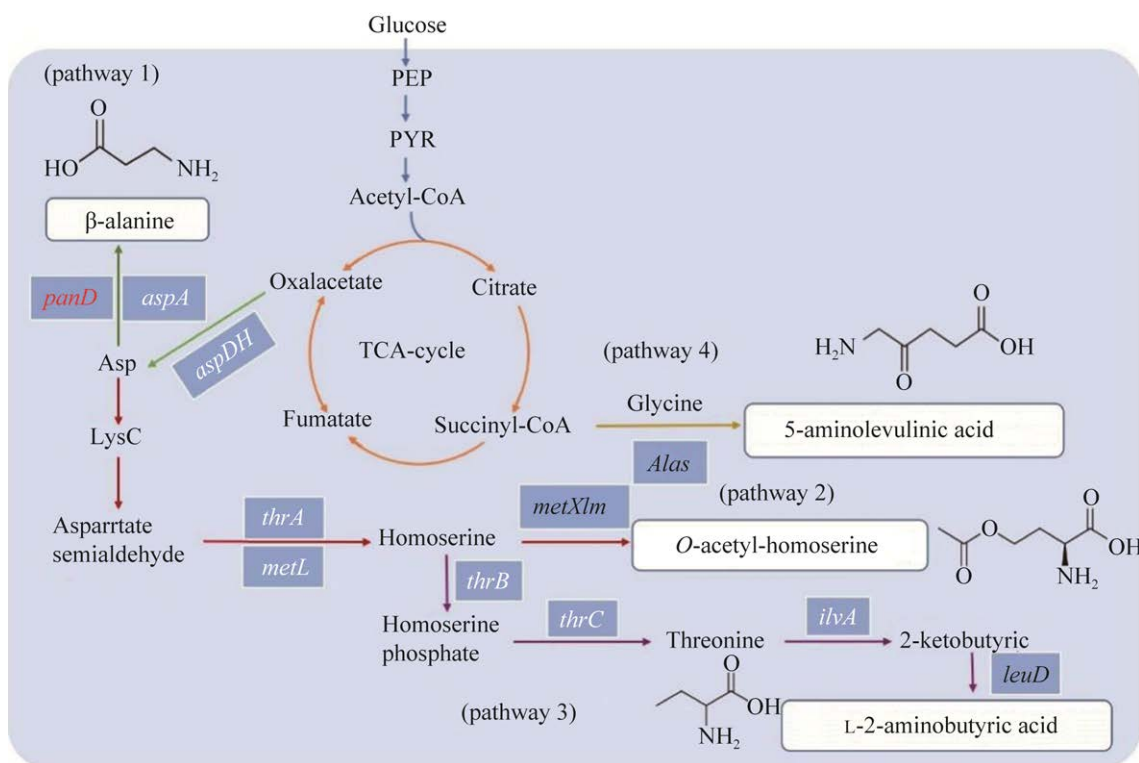 Glucose
(pathway 1)
PEP
O
PYR
HO
NH2
Acetyl-CoA
β-alanine
Oxalacetate
Citrate
panD
aspA
aspDH
TCA-cycle
(pathway 4)
O
H2N
OH
O
Asp
Glycine
Fumatate
Succinyl-CoA
5-aminolevulinic acid
LysC
Alas
(pathway 2)
metXlm
thrA
Asparrtate
semialdehyde
Homoserine
O-acetyl-homoserine
O
O
OH
O
NH2
metL
thrB
Homoserine
phosphate
thrC
Threonine
ilvA
2-ketobutyric
leuD
O
OH
NH2
(pathway 3)
L-2-aminobutyric acid